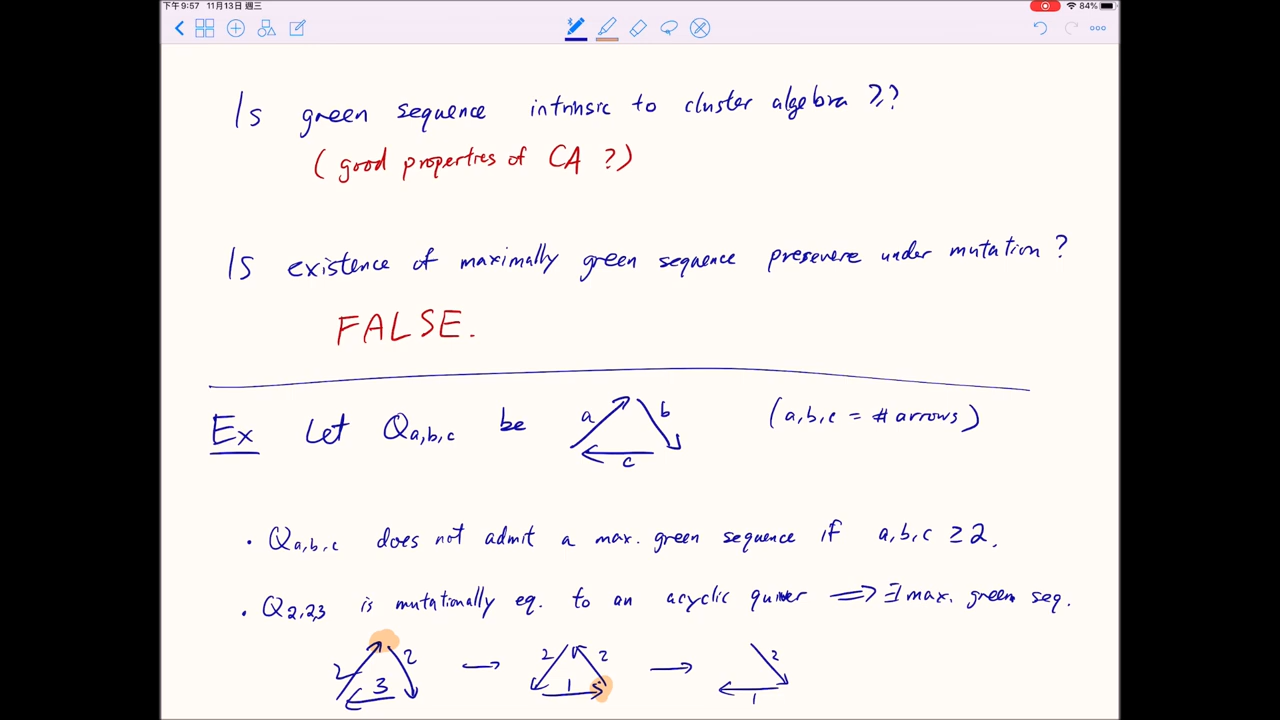 下午9:57 11月13日 週三
84%
Is green sequence intrinsic to cluster algebra ??
(good properties of CA ?)
Is existence of maximally green sequence presevere under mutation ?
FALSE.
Ex Let Qa,b,c be a b c (a,b,c = # arrows)
• Qa,b,c does not admit a max. green sequence if a,b,c ≥ 2.
• Q2,2,3 is mutationally eq. to an acyclic quiver ⟹ ∃ max. green seq.
2 2 3 → 2 2 1 → 2 1